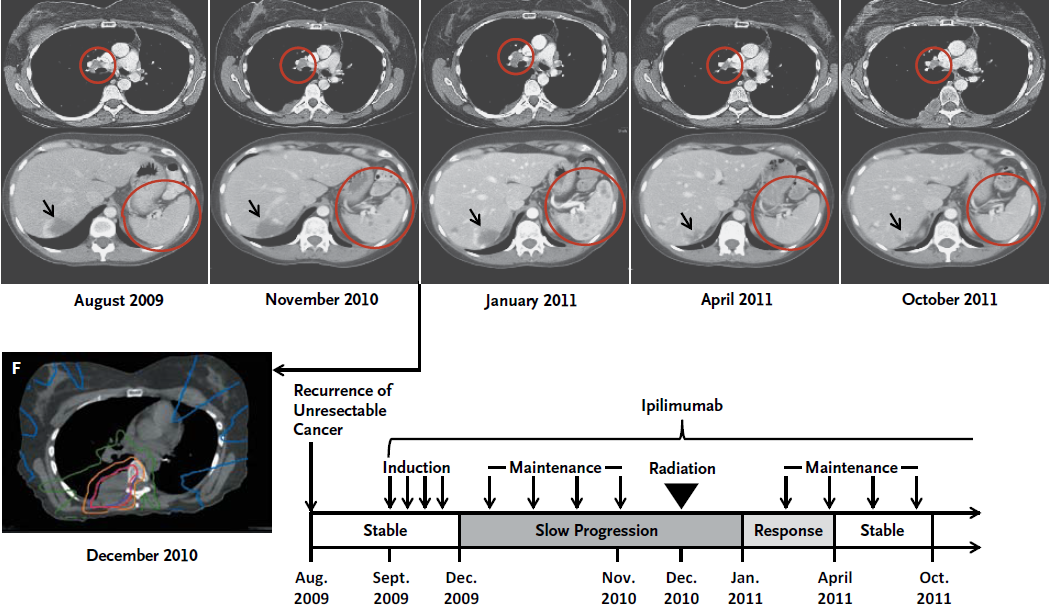 August 2009
November 2010
January 2011
April 2011
October 2011
F
December 2010
Recurrence of
Unresectable
Cancer
Ipilimumab
Induction
Maintenance
Radiation
Maintenance
Stable
Slow Progression
Response
Stable
Aug.
2009
Sept.
2009
Dec.
2009
Nov.
2010
Dec.
2010
Jan.
2011
April
2011
Oct.
2011